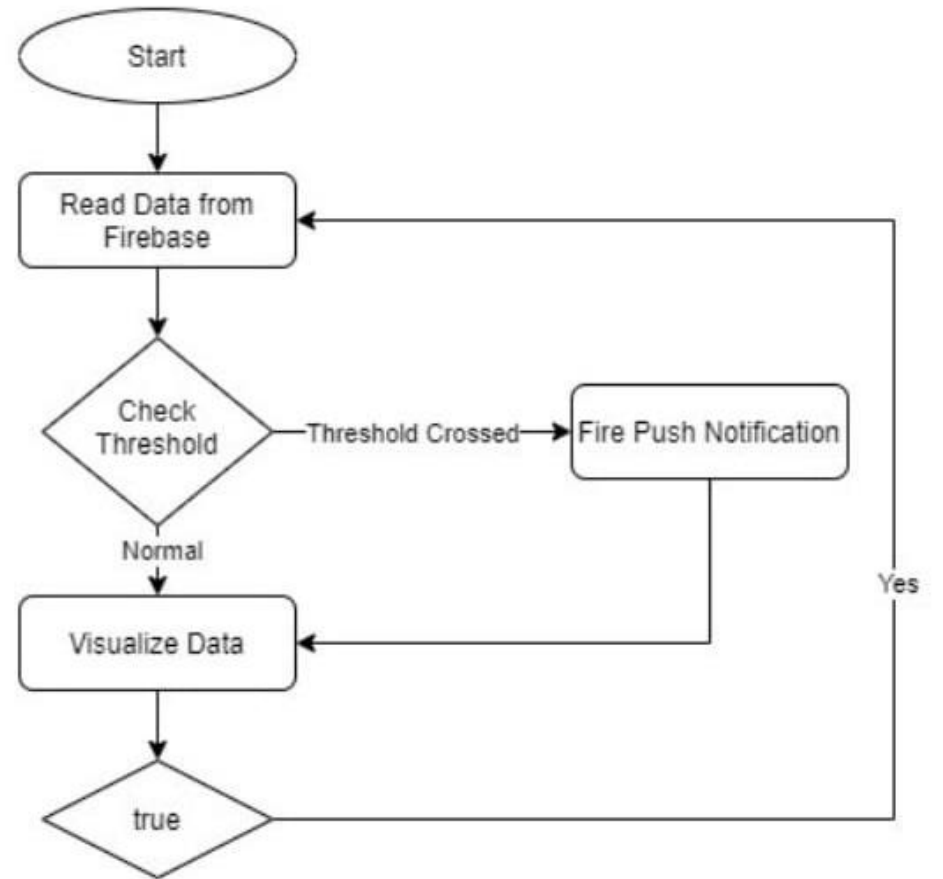 Start
Read Data from
Firebase
Check
Threshold
Threshold Crossed
Fire Push Notification
Normal
Yes
Visualize Data
true